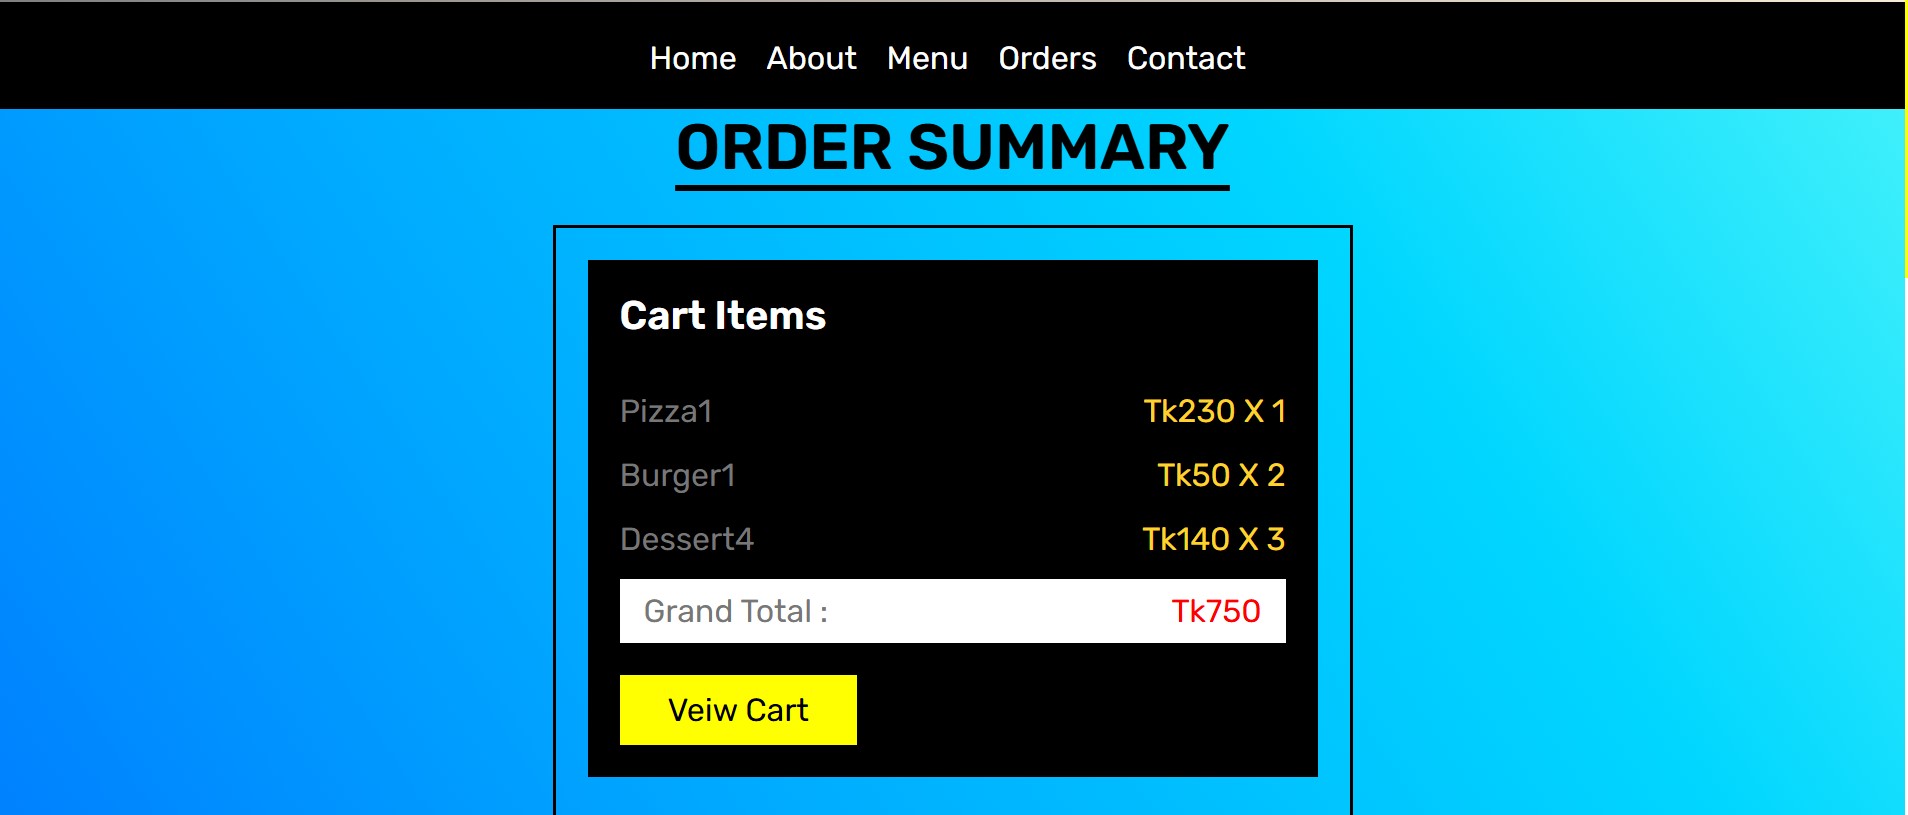 Home About Menu Orders Contact
ORDER SUMMARY
Cart Items
Pizza1 Tk230 X 1
Burger1 Tk50 X 2
Dessert4 Tk140 X 3
Grand Total : Tk750
Veiw Cart